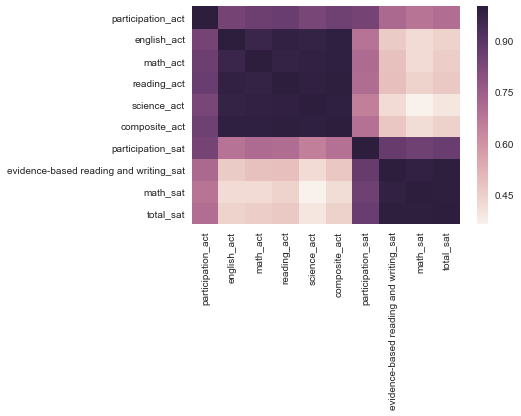 participation_act
english_act
math_act
reading_act
science_act
composite_act
participation_sat
evidence-based reading and writing_sat
math_sat
total_sat
0.90
0.75
0.60
0.45
participation_act
english_act
math_act
reading_act
science_act
composite_act
participation_sat
evidence-based reading and writing_sat
math_sat
total_sat